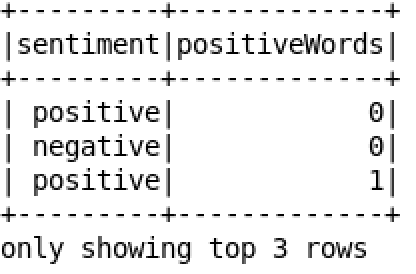 +---------+-------------+
|sentiment|positiveWords|
+---------+-------------+
| positive|            0|
| negative|            0|
| positive|            1|
+---------+-------------+
only showing top 3 rows